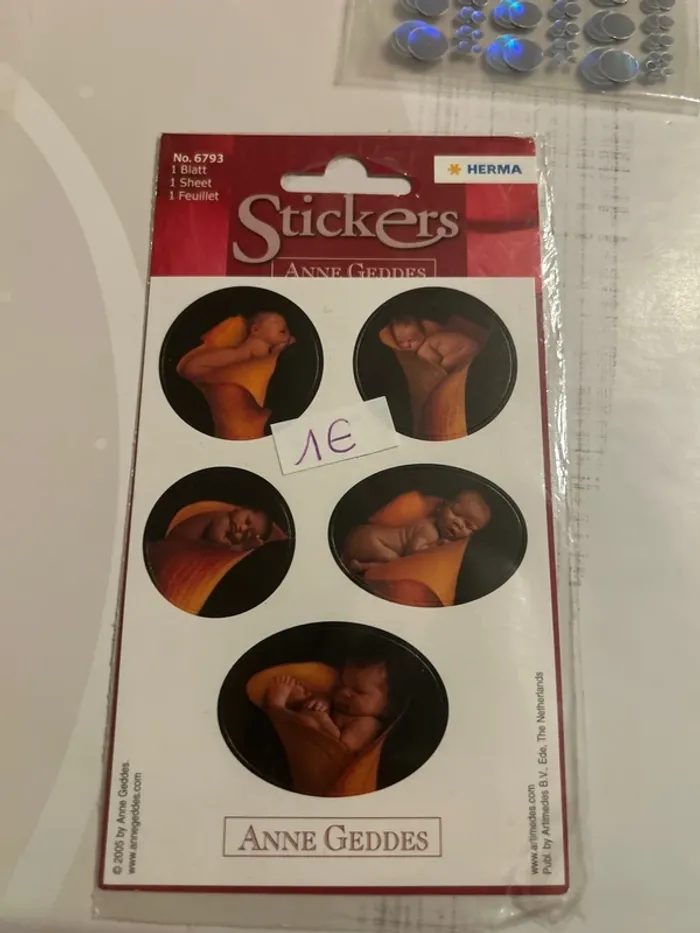 No. 6793
1 Blatt
1 Sheet
1 Feuillet
HERMA
Stickers
ANNE GEDDES
1€
© 2005 by Anne Geddes.
www.annegeddes.com
www.artimedes.com
Publ. by Artimedes B.V., Ede, The Netherlands
ANNE GEDDES